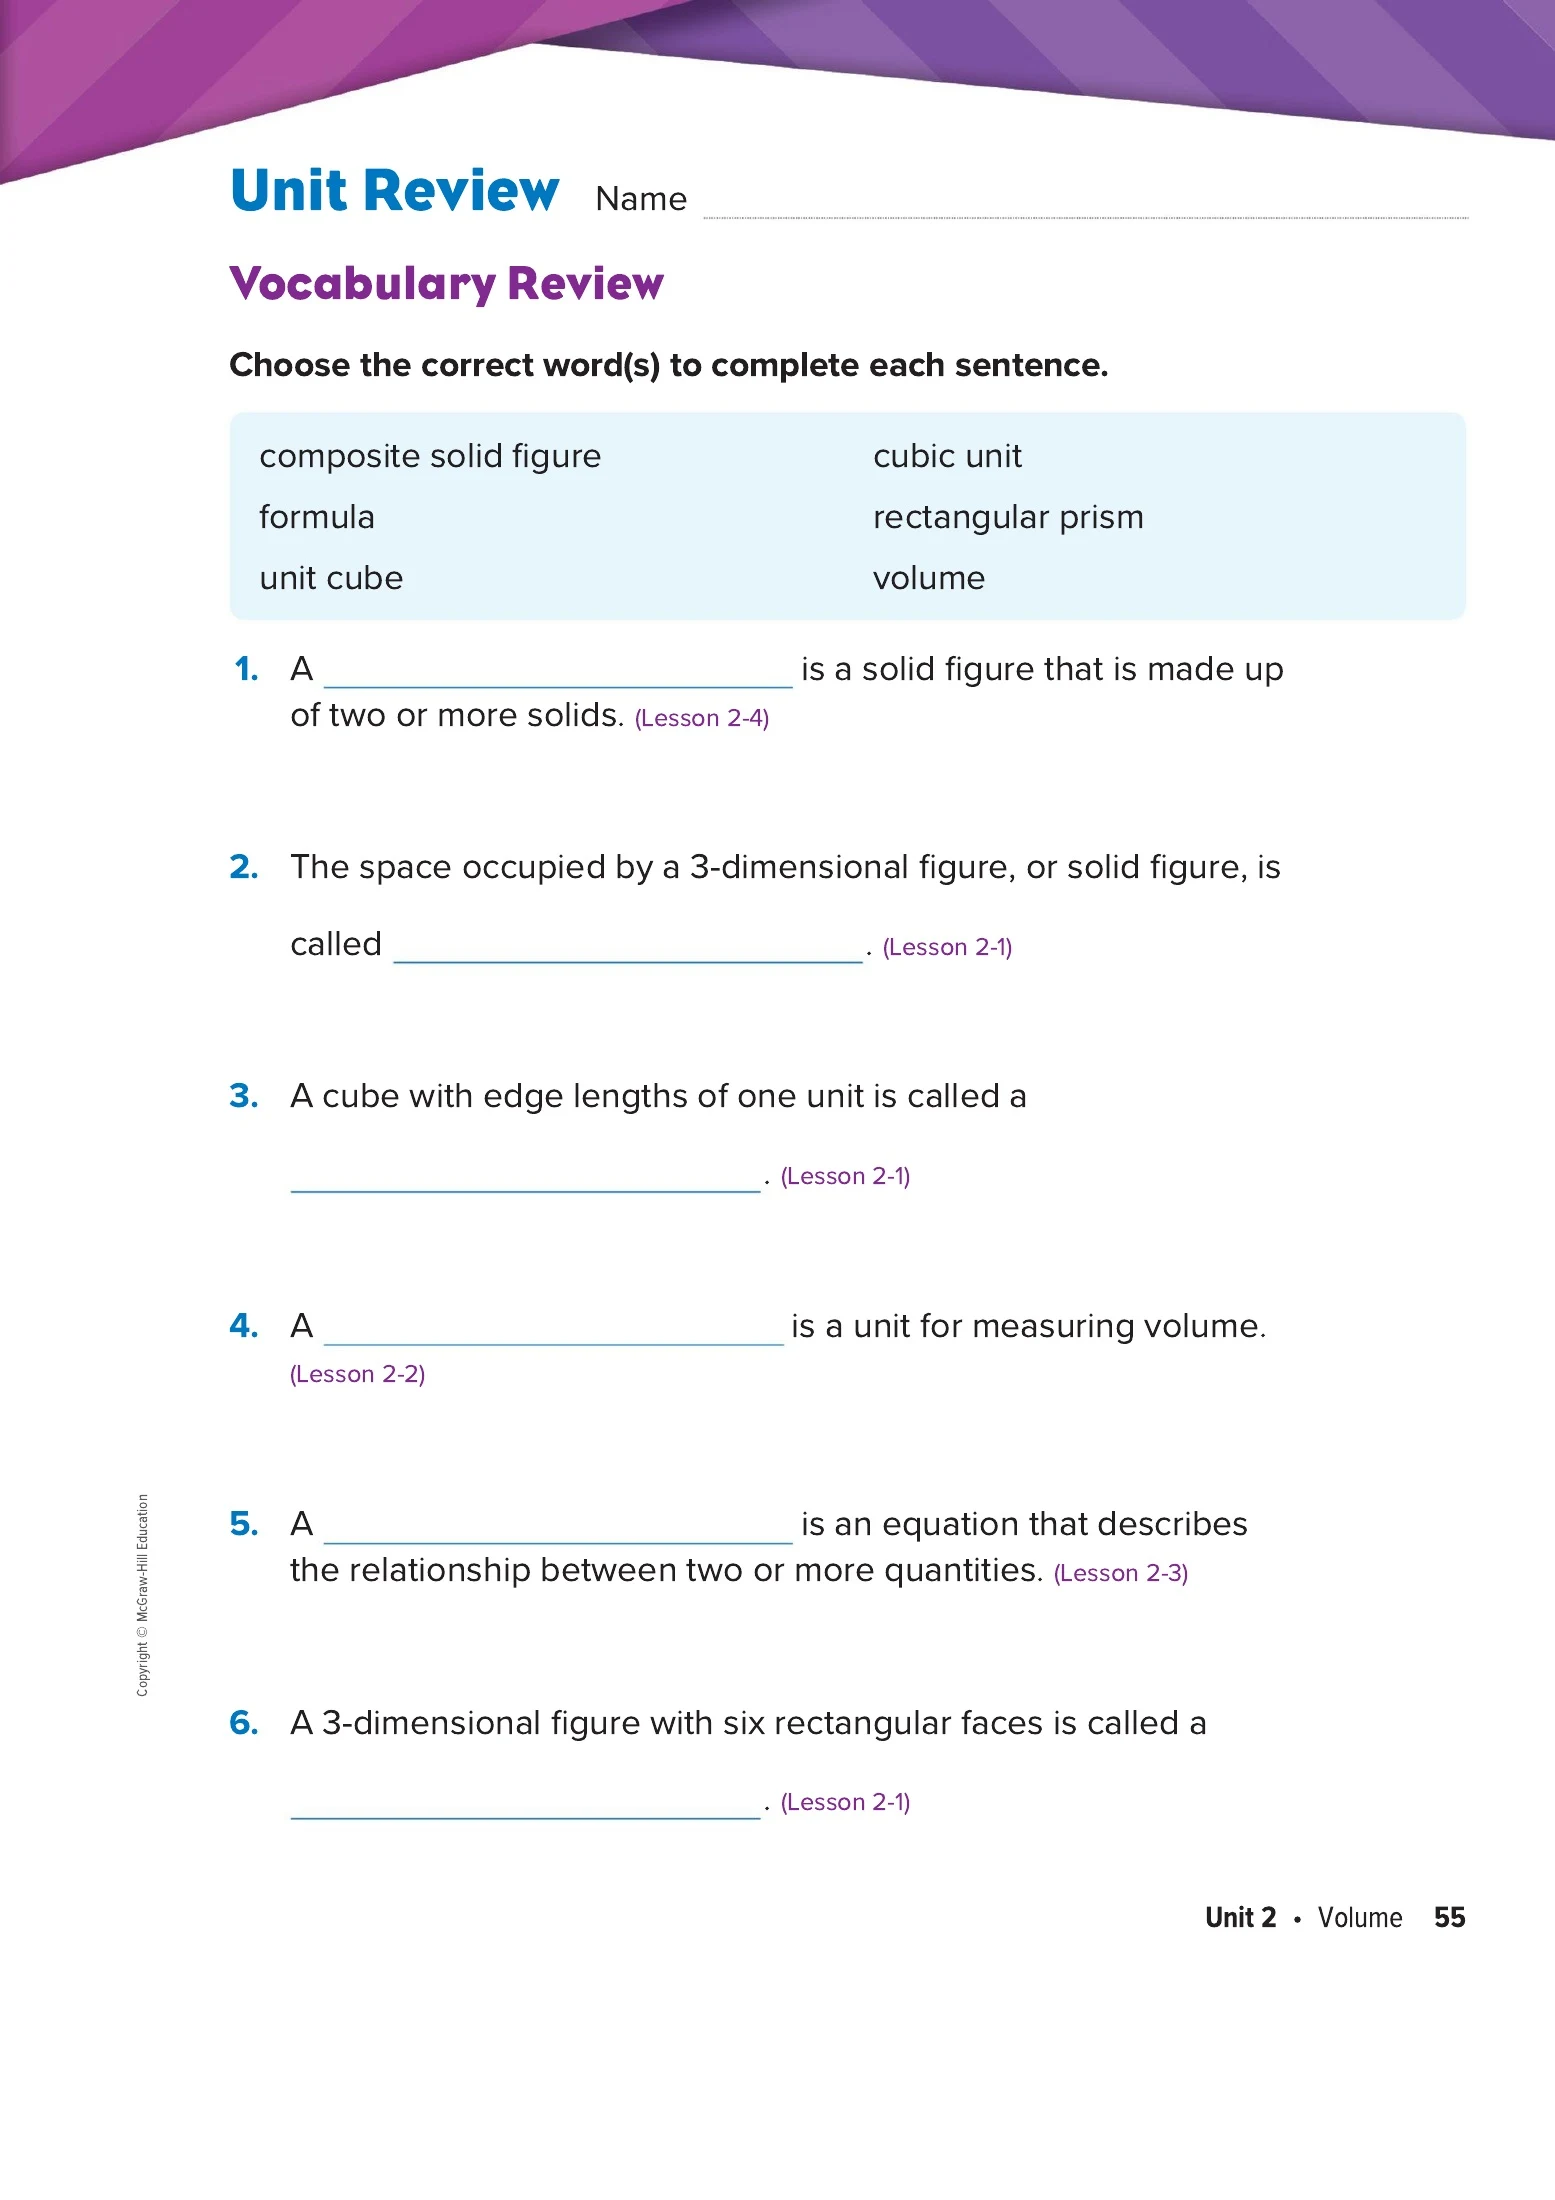 Unit Review Name
Vocabulary Review
Choose the correct word(s) to complete each sentence.
composite solid figure
cubic unit
formula
rectangular prism
unit cube
volume
1. A is a solid figure that is made up
of two or more solids. (Lesson 2-4)
2. The space occupied by a 3-dimensional figure, or solid figure, is
called . (Lesson 2-1)
3. A cube with edge lengths of one unit is called a
. (Lesson 2-1)
4. A is a unit for measuring volume.
(Lesson 2-2)
5. A is an equation that describes
the relationship between two or more quantities. (Lesson 2-3)
6. A 3-dimensional figure with six rectangular faces is called a
. (Lesson 2-1)
Copyright © McGraw-Hill Education
Unit 2 • Volume 55